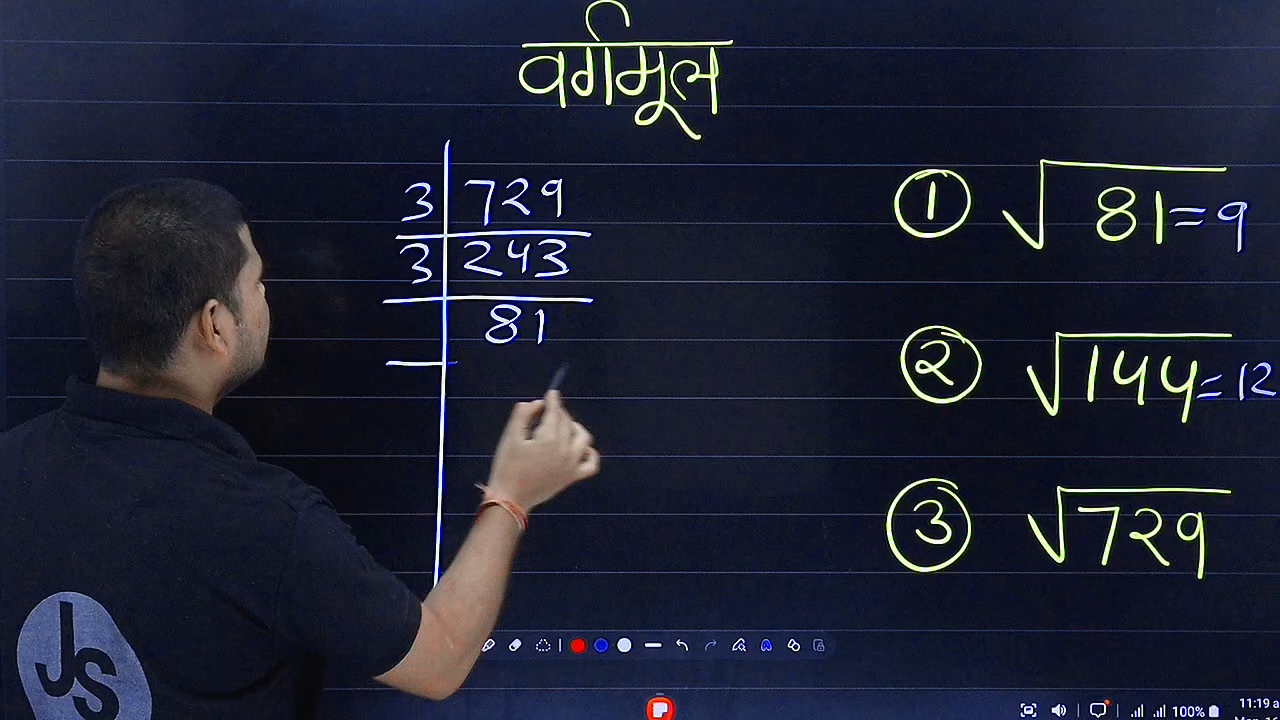 वर्गमूल
3 729
3 243
81
① √81 = 9
② √144 = 12
③ √729
JS
100%
11:19 a